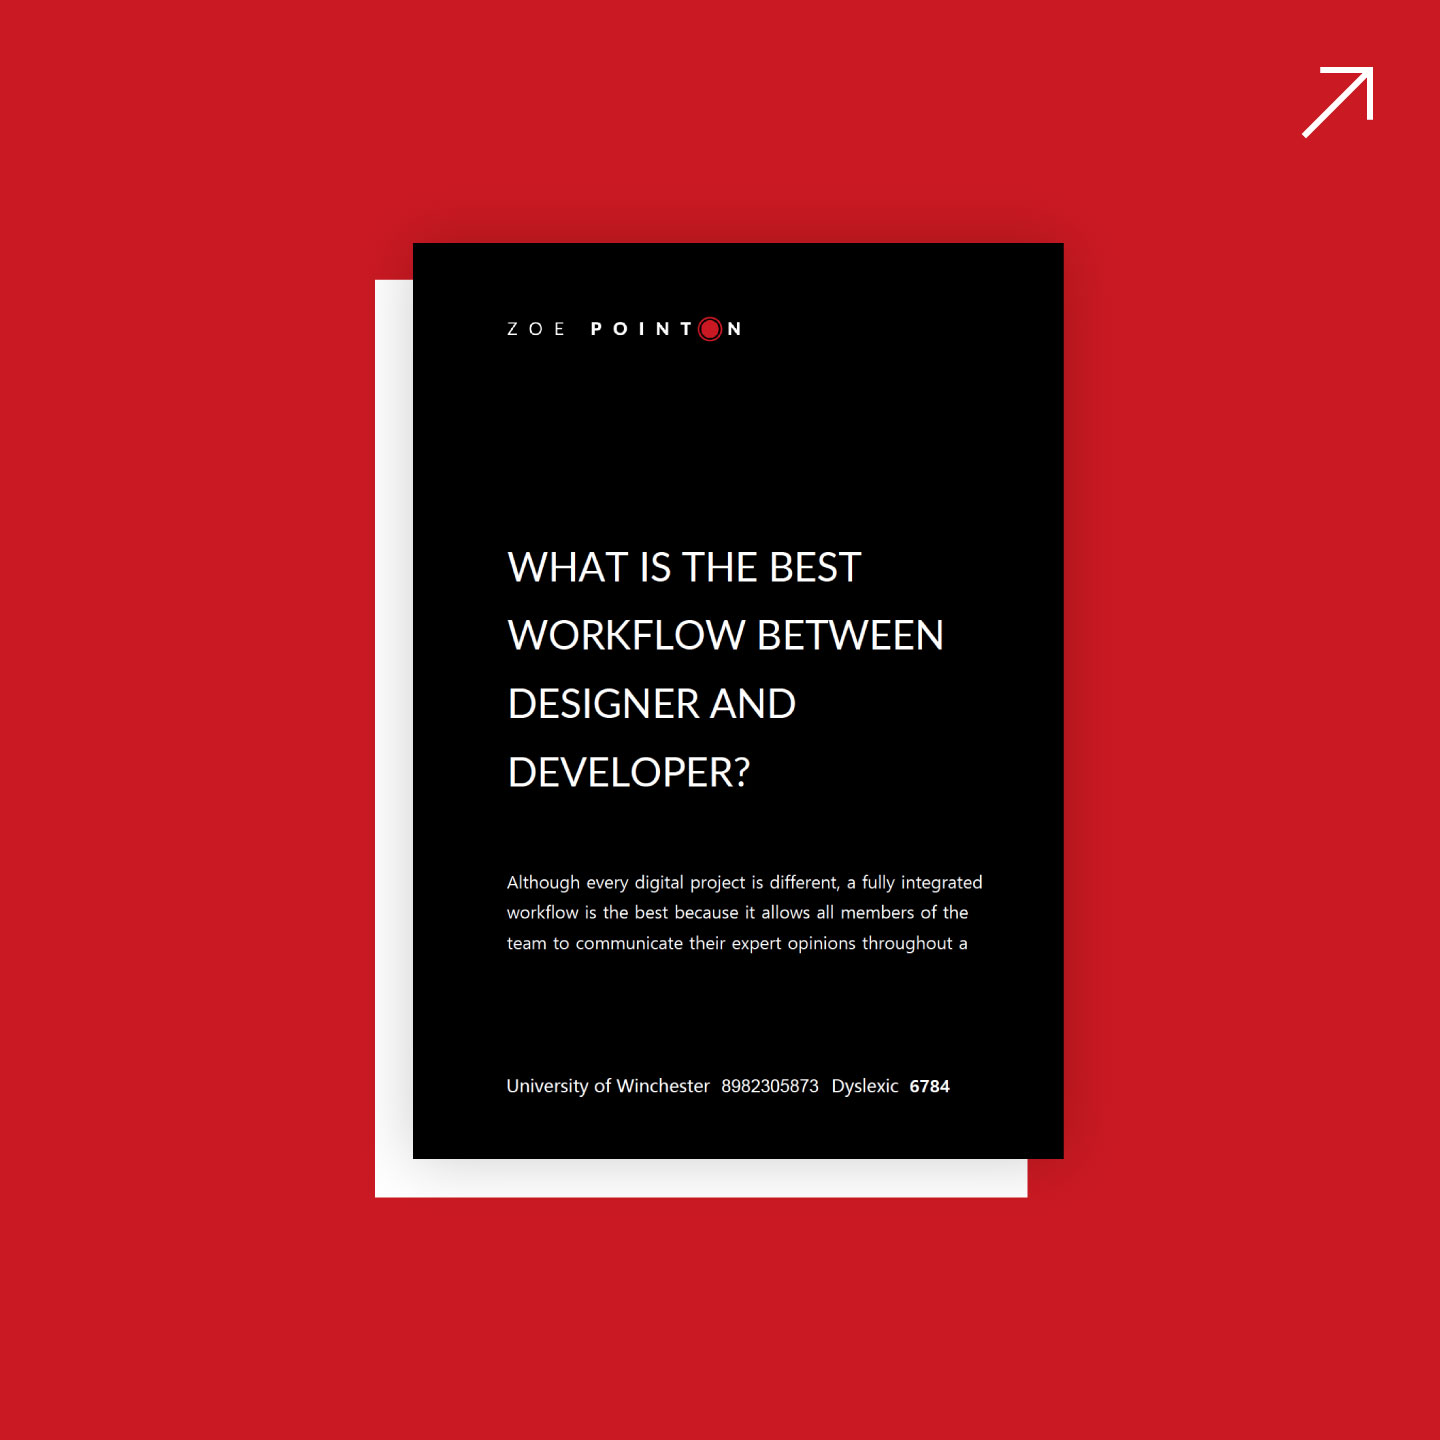 ZOE POINTON
WHAT IS THE BEST
WORKFLOW BETWEEN
DESIGNER AND
DEVELOPER?
Although every digital project is different, a fully integrated
workflow is the best because it allows all members of the
team to communicate their expert opinions throughout a
University of Winchester 8982305873 Dyslexic 6784